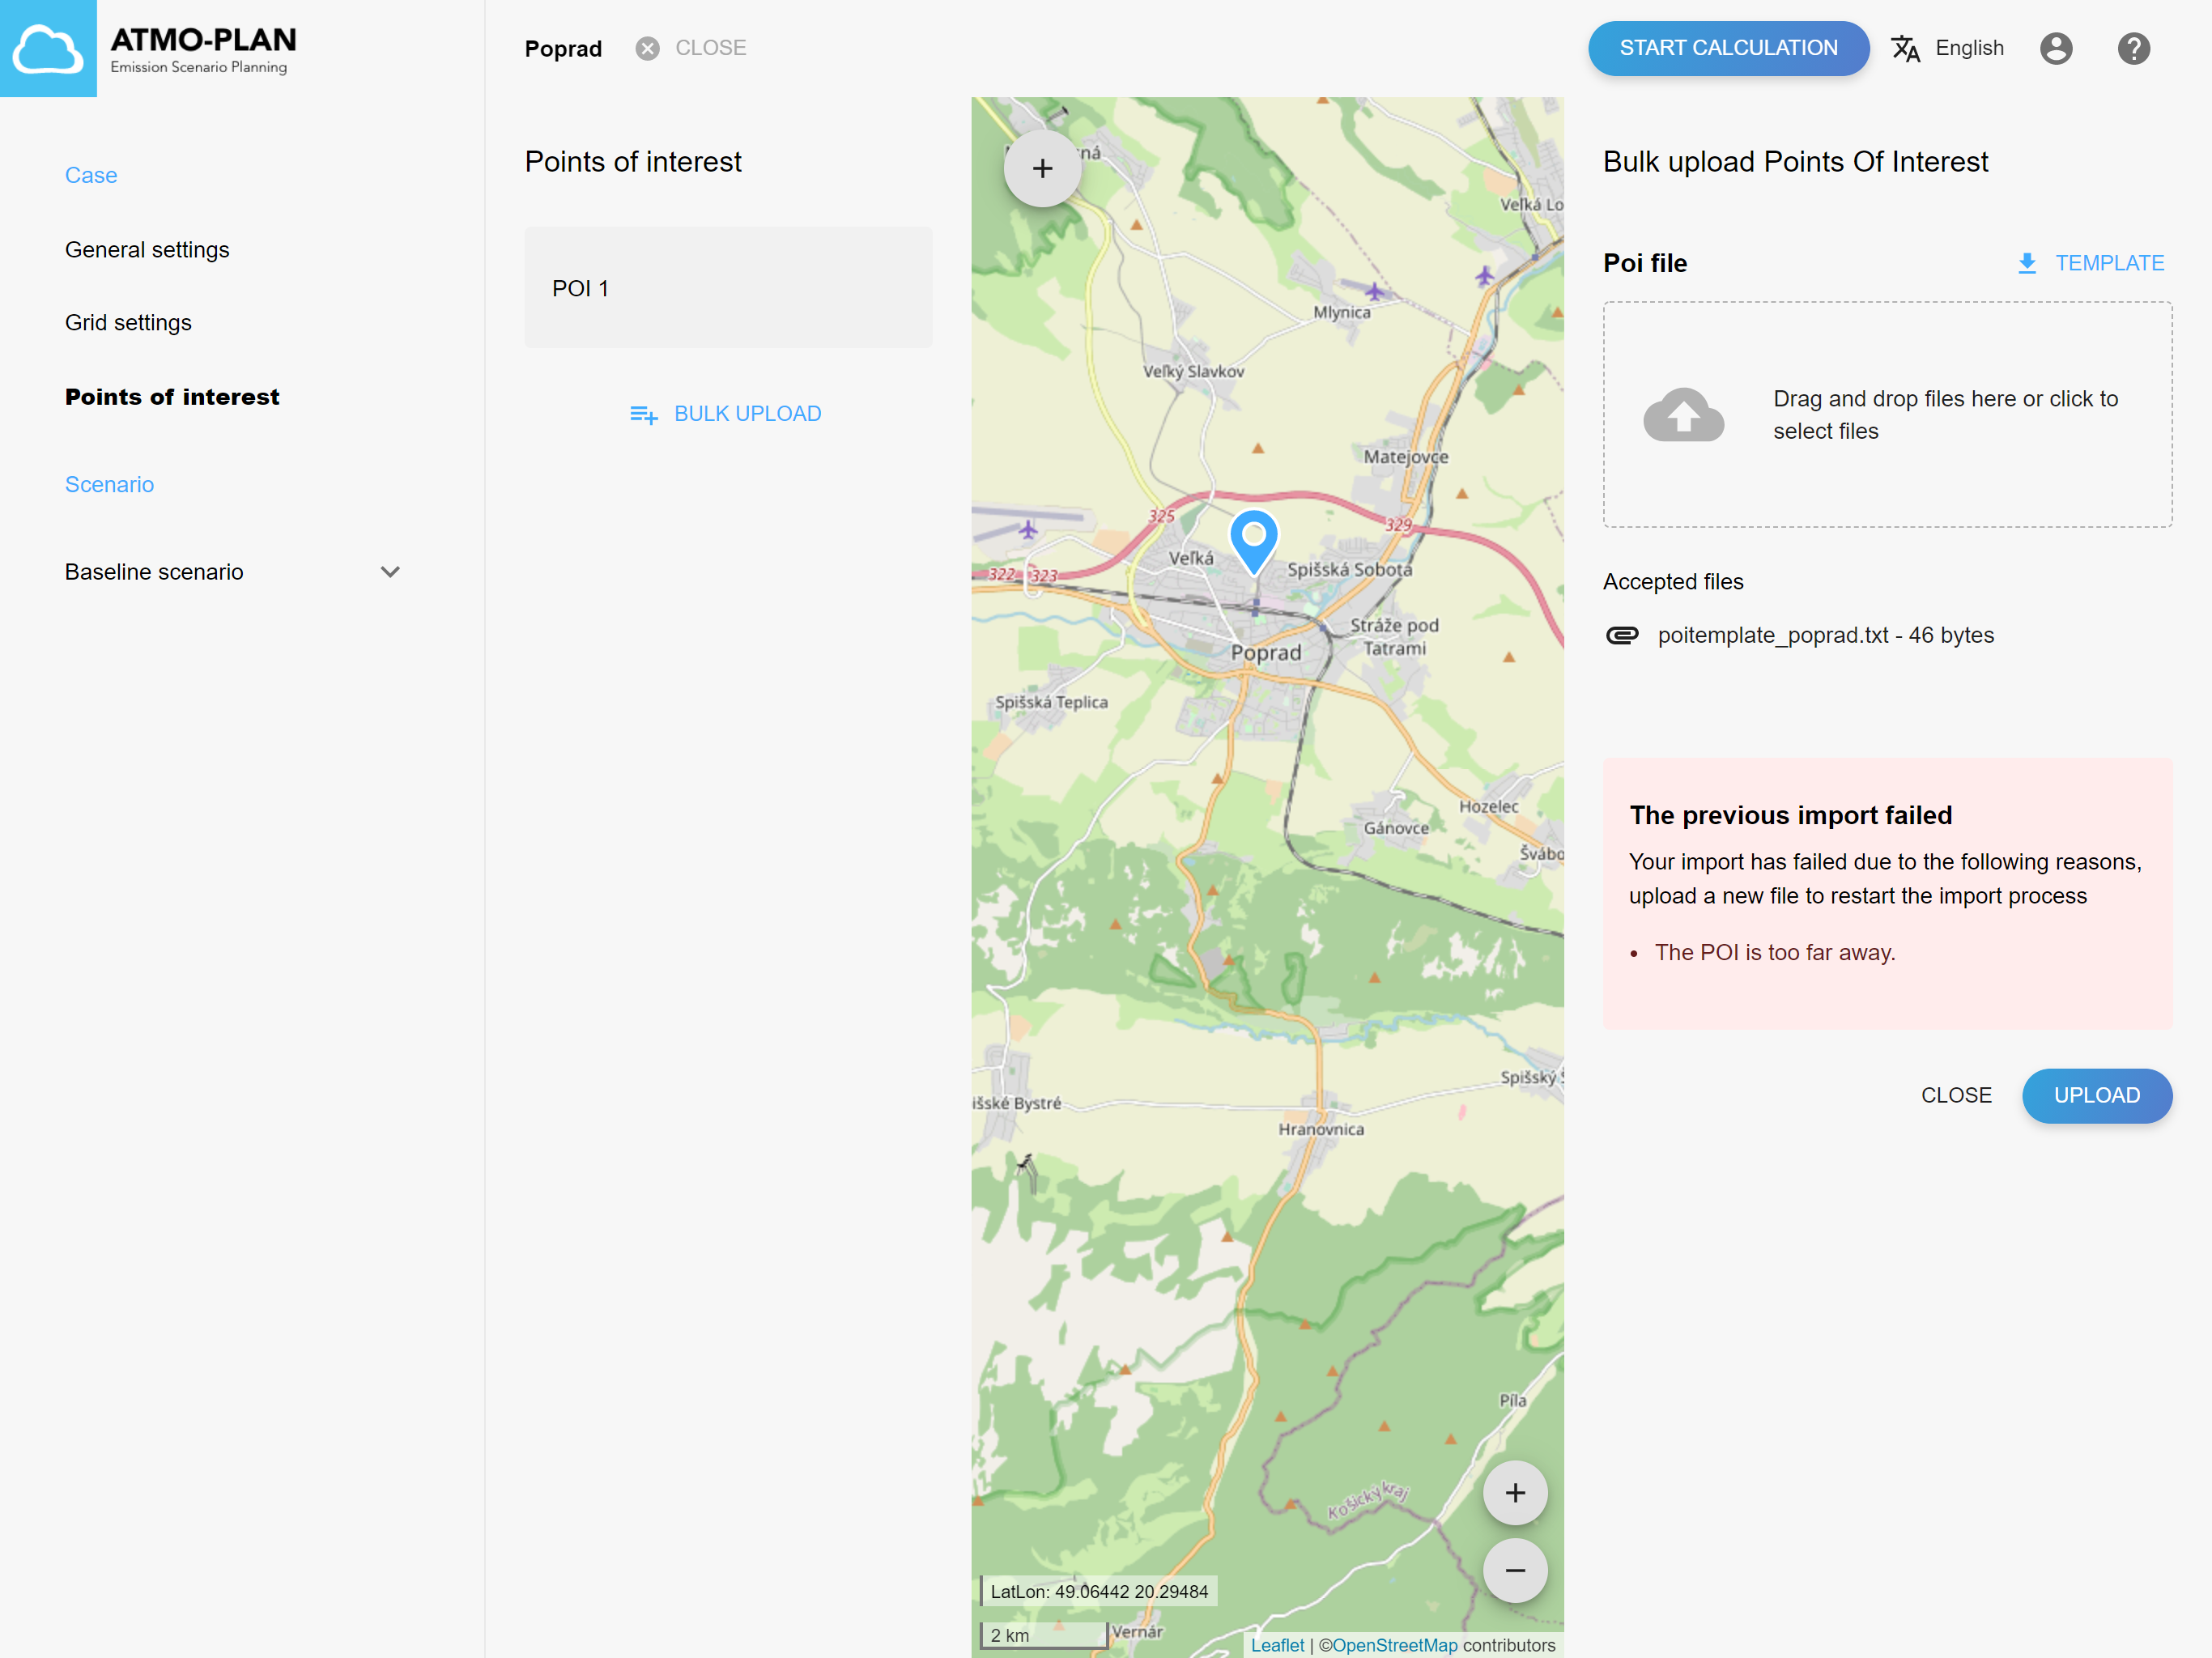 ATMO-PLAN
Emission Scenario Planning
Poprad
CLOSE
START CALCULATION
English
Case
General settings
Grid settings
Points of interest
Scenario
Baseline scenario
Points of interest
POI 1
BULK UPLOAD
Veľká Lo
Mlynica
Veľký Slavkov
Matejovce
325
329
Veľká
Spišská Sobota
322
323
Stráže pod
Tatrami
Poprad
Spišská Teplica
Hozelec
Gánovce
Švábo
Spišský
išské Bystré
Hranovnica
Píla
Košický kraj
LatLon: 49.06442 20.29484
2 km
Vernár
Leaflet | ©OpenStreetMap contributors
Bulk upload Points Of Interest
Poi file
TEMPLATE
Drag and drop files here or click to
select files
Accepted files
poitemplate_poprad.txt - 46 bytes
The previous import failed
Your import has failed due to the following reasons,
upload a new file to restart the import process
• The POI is too far away.
CLOSE
UPLOAD